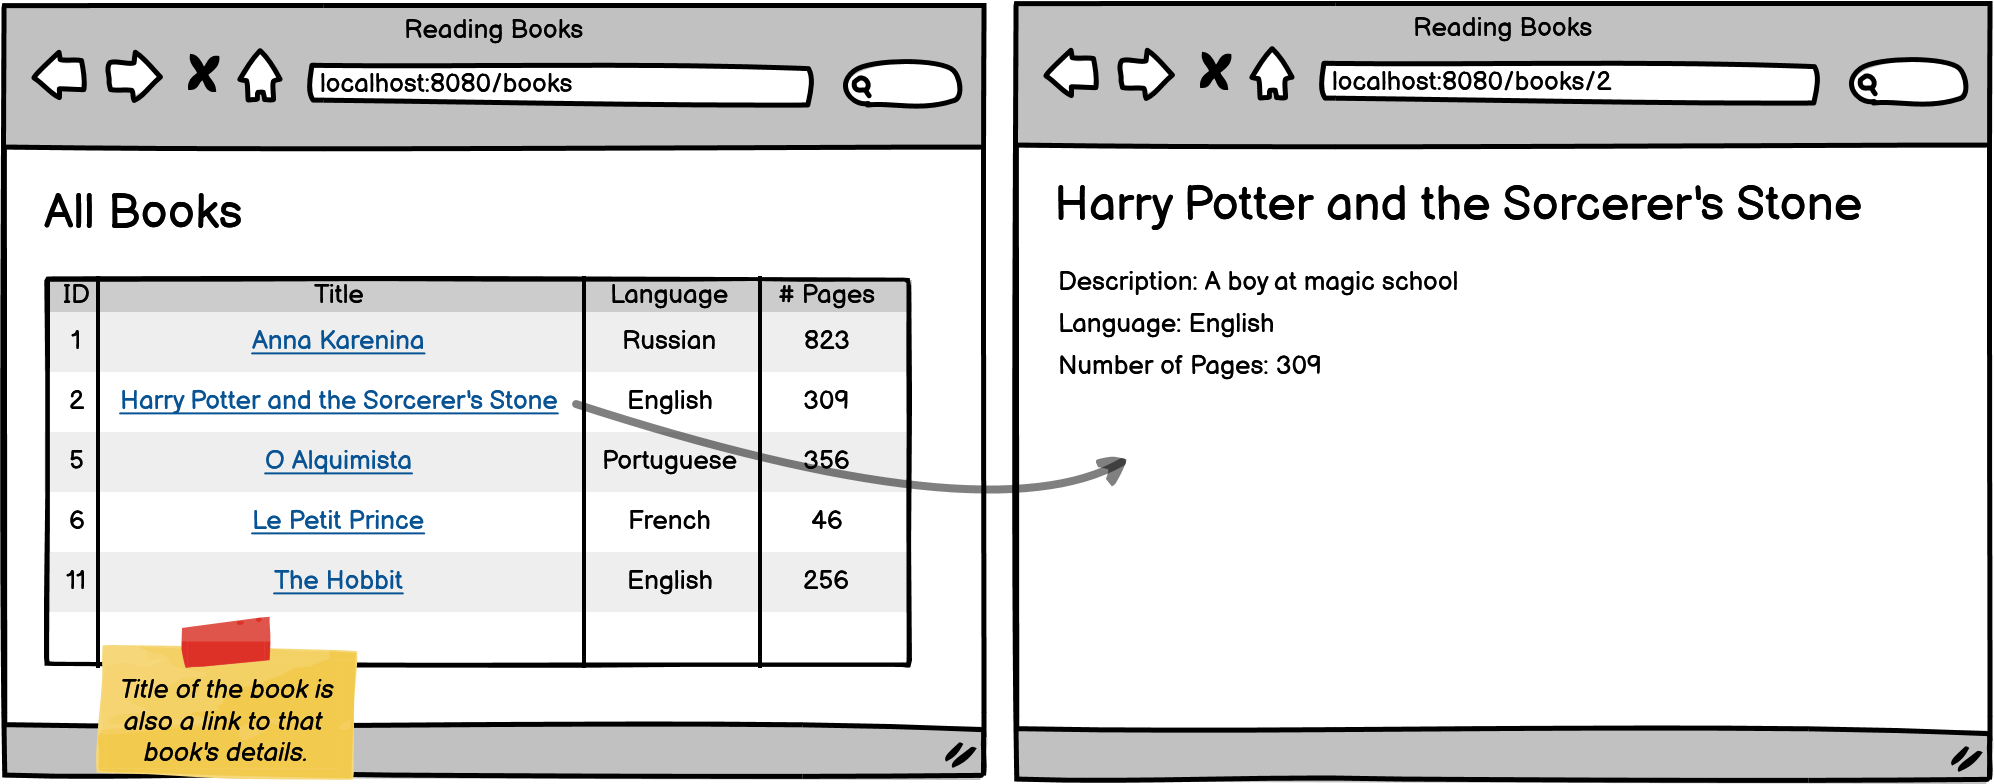 Reading Books
localhost:8080/books
All Books
ID Title Language # Pages
1 Anna Karenina Russian 823
2 Harry Potter and the Sorcerer's Stone English 309
5 O Alquimista Portuguese 356
6 Le Petit Prince French 46
11 The Hobbit English 256
Title of the book is
also a link to that
book's details.
Reading Books
localhost:8080/books/2
Harry Potter and the Sorcerer's Stone
Description: A boy at magic school
Language: English
Number of Pages: 309